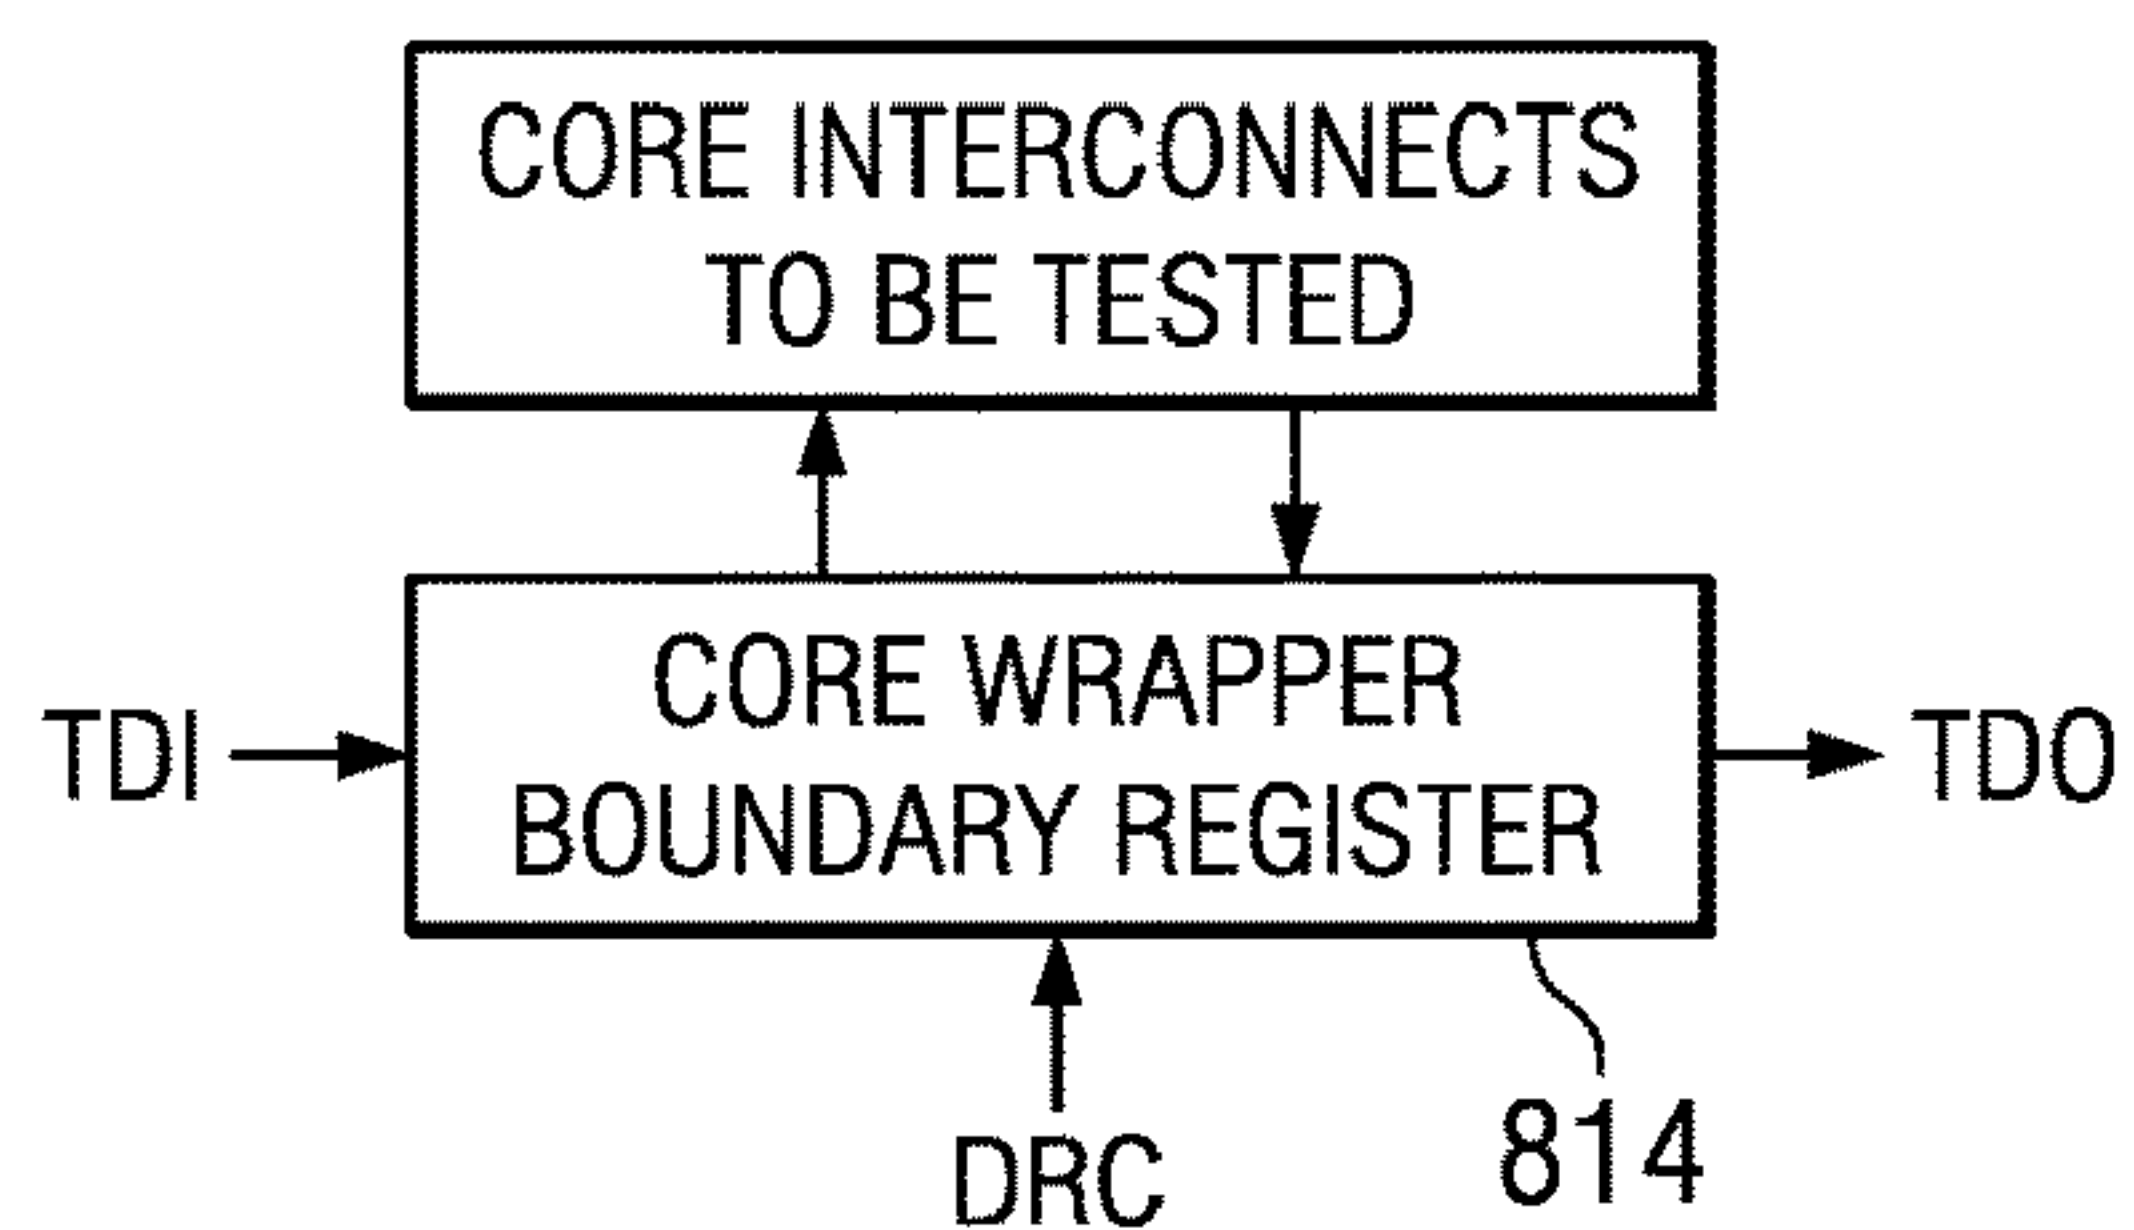 CORE INTERCONNECTS
TO BE TESTED
CORE WRAPPER
BOUNDARY REGISTER
TDI
TDO
DRC
814